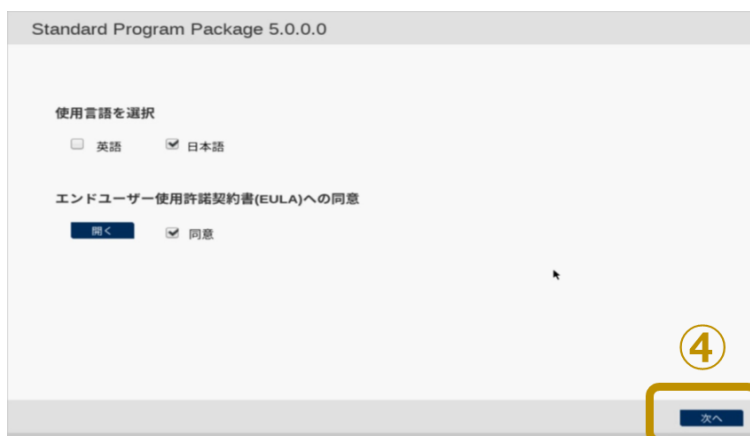 Standard Program Package 5.0.0.0
使用言語を選択
英語 日本語
エンドユーザー使用許諾契約書(EULA)への同意
開く 同意
④
次へ